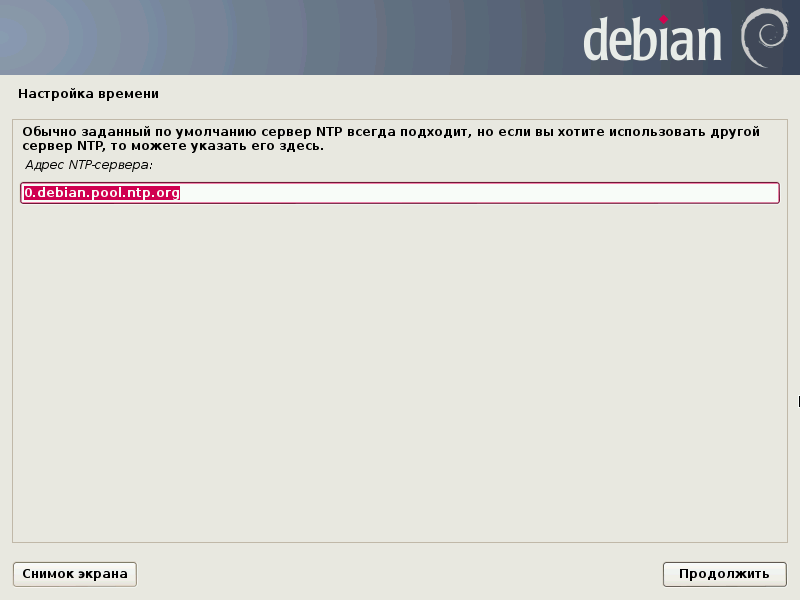 debian
Настройка времени
Обычно заданный по умолчанию сервер NTP всегда подходит, но если вы хотите использовать другой
сервер NTP, то можете указать его здесь.
Адрес NTP-сервера:
0.debian.pool.ntp.org
Снимок экрана
Продолжить